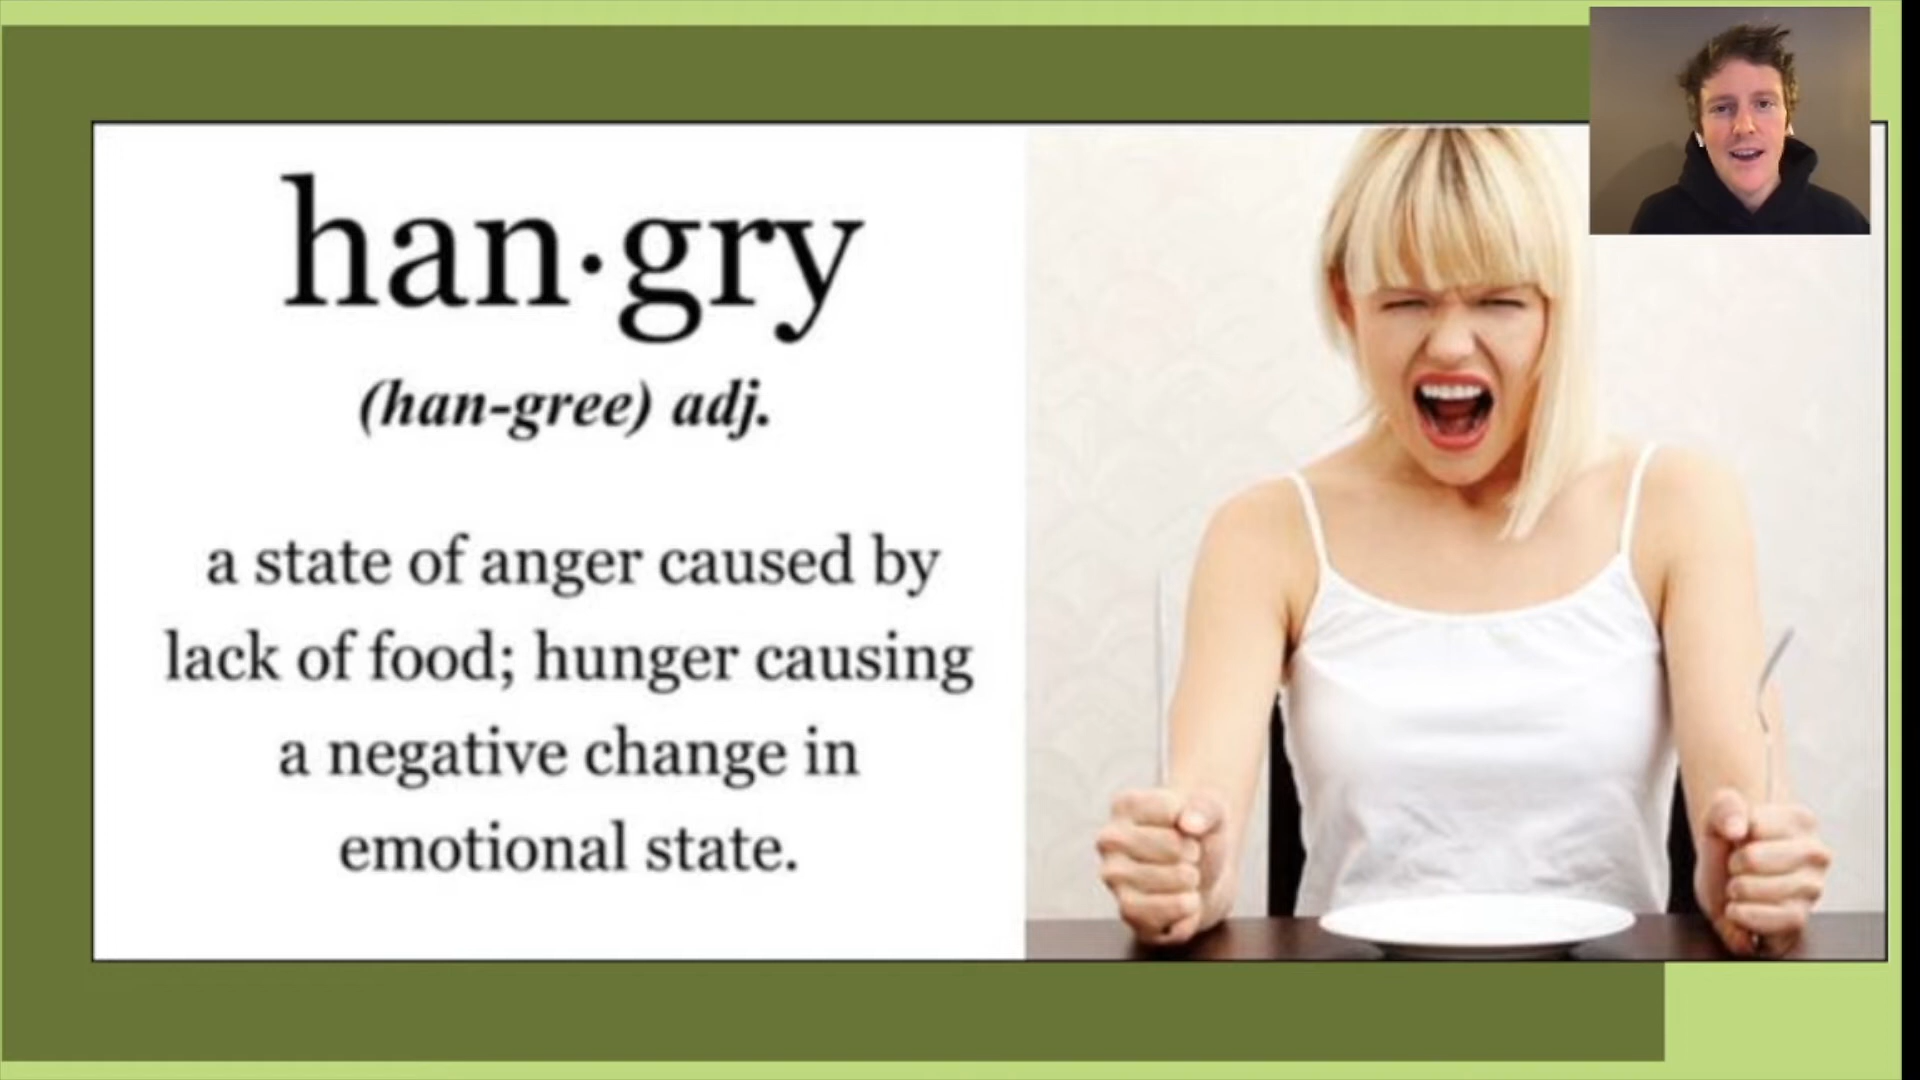 han·gry
(han-gree) adj.
a state of anger caused by
lack of food; hunger causing
a negative change in
emotional state.